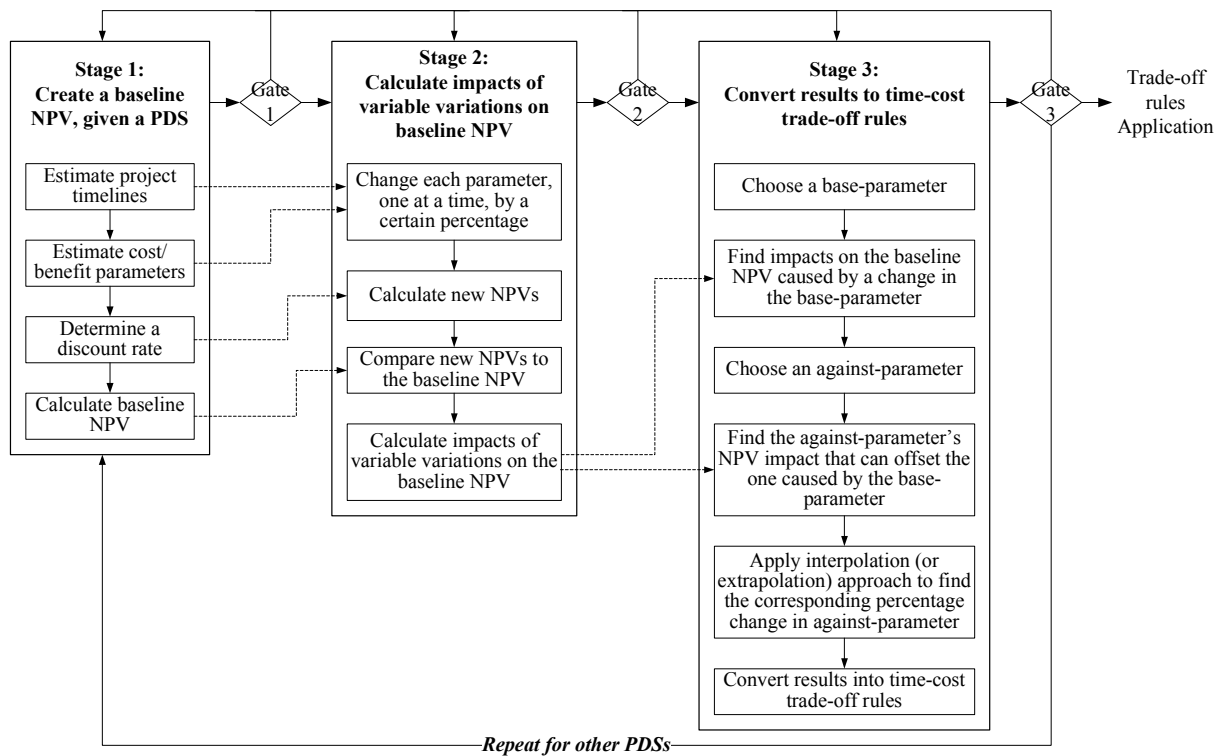 Stage 1:
Create a baseline
NPV, given a PDS
Estimate project
timelines
Estimate cost/
benefit parameters
Determine a
discount rate
Calculate baseline
NPV
Gate
1
Stage 2:
Calculate impacts of
variable variations on
baseline NPV
Change each parameter,
one at a time, by a
certain percentage
Calculate new NPVs
Compare new NPVs to
the baseline NPV
Calculate impacts of
variable variations on the
baseline NPV
Gate
2
Stage 3:
Convert results to time-cost
trade-off rules
Choose a base-parameter
Find impacts on the baseline
NPV caused by a change in
the base-parameter
Choose an against-parameter
Find the against-parameter's
NPV impact that can offset the
one caused by the base-
parameter
Apply interpolation (or
extrapolation) approach to find
the corresponding percentage
change in against-parameter
Convert results into time-cost
trade-off rules
Gate
3
Trade-off
rules
Application
Repeat for other PDSs